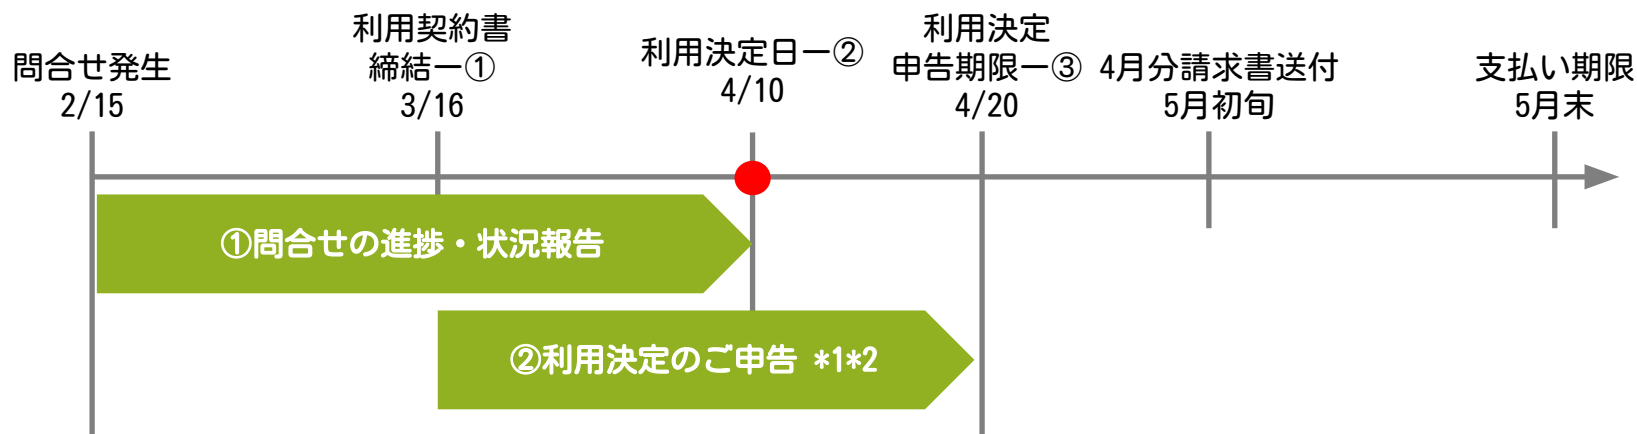 問合せ発生
2/15
利用契約書
締結ー①
3/16
利用決定日ー②
4/10
利用決定
申告期限ー③
4/20
4月分請求書送付
5月初旬
支払い期限
5月末
①問合せの進捗・状況報告
②利用決定のご申告 *1*2